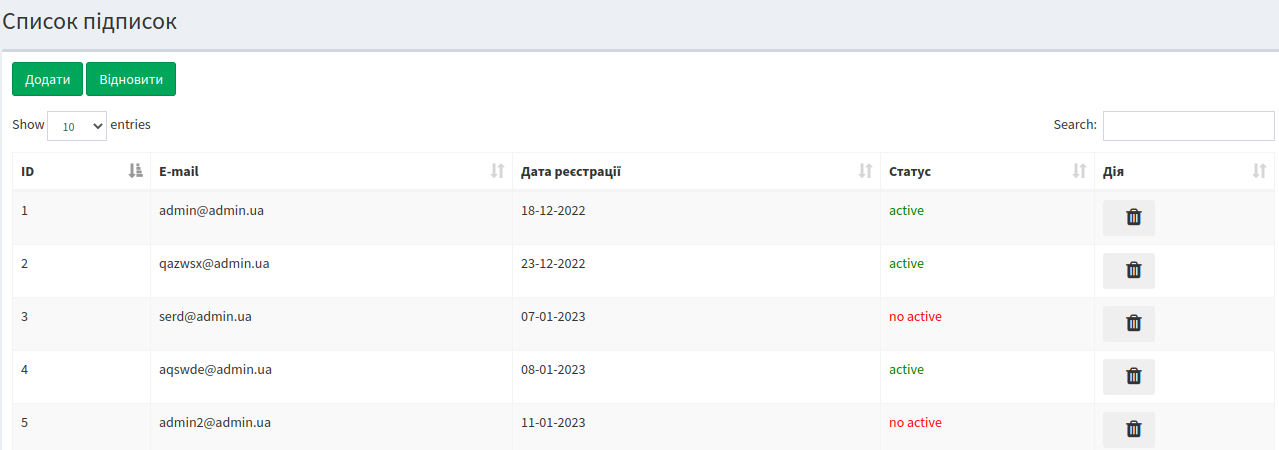 Список підписок
Додати Відновити
Show 10 entries Search:
ID E-mail Дата реєстрації Статус Дія
1 admin@admin.ua 18-12-2022 active
2 qazwsx@admin.ua 23-12-2022 active
3 serd@admin.ua 07-01-2023 no active
4 aqswde@admin.ua 08-01-2023 active
5 admin2@admin.ua 11-01-2023 no active